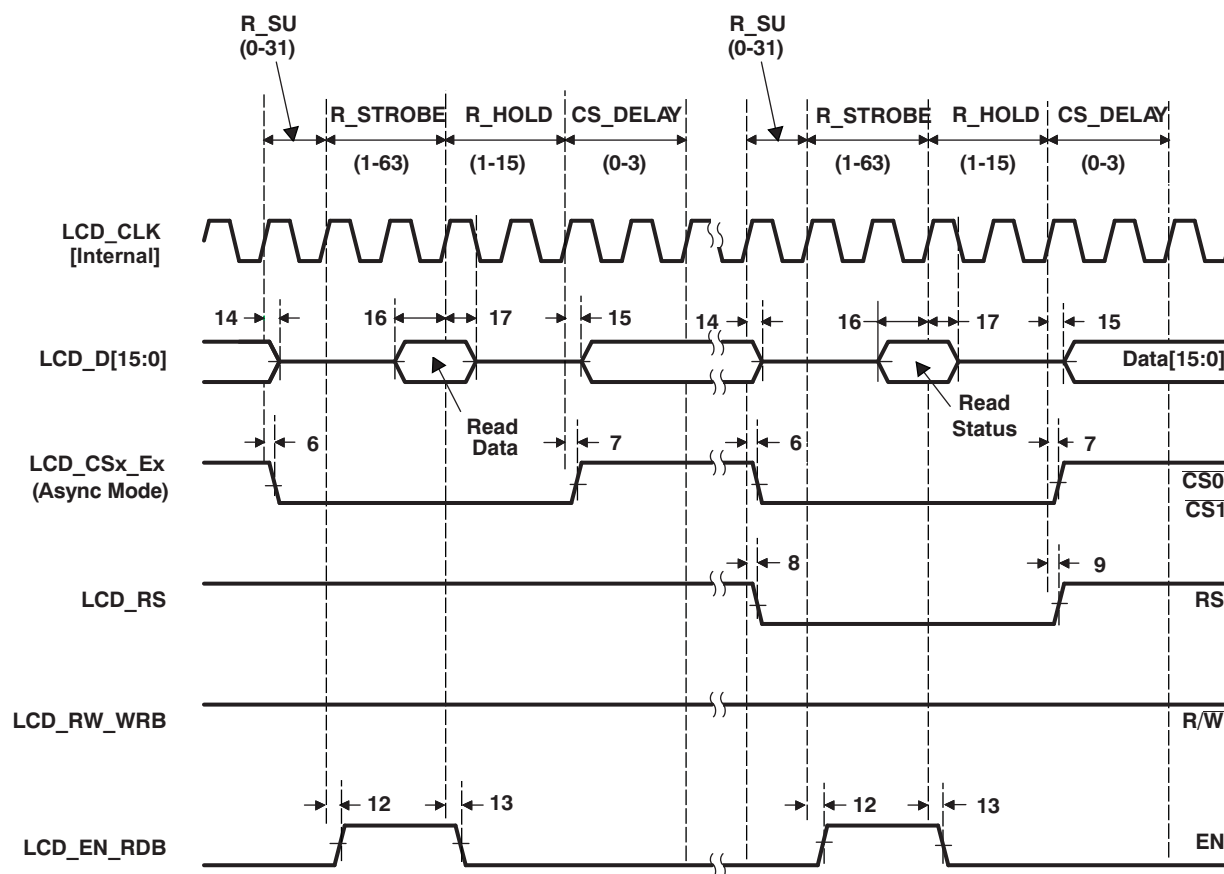 R_SU
(0-31)
R_SU
(0-31)
R_STROBE R_HOLD CS_DELAY R_STROBE R_HOLD CS_DELAY
(1-63) (1-15) (0-3) (1-63) (1-15) (0-3)
LCD_CLK
[Internal]
14 16 17 15 14 16 17 15
LCD_D[15:0] Data[15:0]
Read
Data
Read
Status
6 7 6 7
LCD_CSx_Ex
(Async Mode)
CS0
CS1
8 9
LCD_RS RS
LCD_RW_WRB R/W
12 13 12 13
LCD_EN_RDB EN